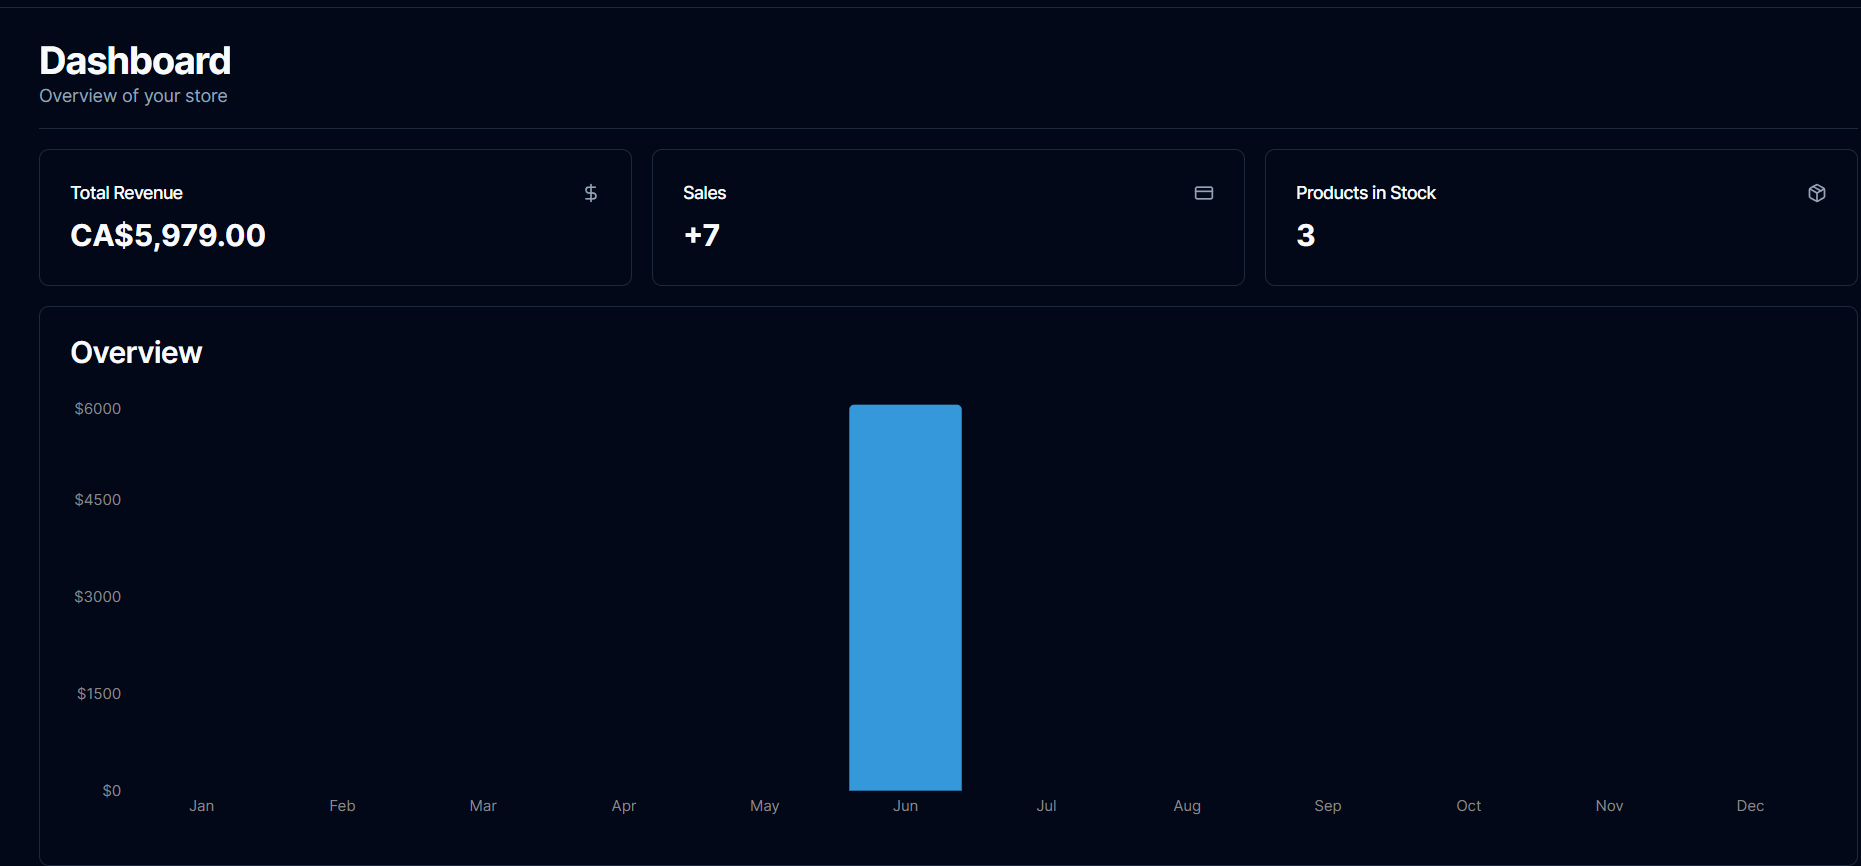 Dashboard
Overview of your store
Total Revenue
CA$5,979.00
Sales
+7
Products in Stock
3
Overview
$6000
$4500
$3000
$1500
$0
Jan Feb Mar Apr May Jun Jul Aug Sep Oct Nov Dec